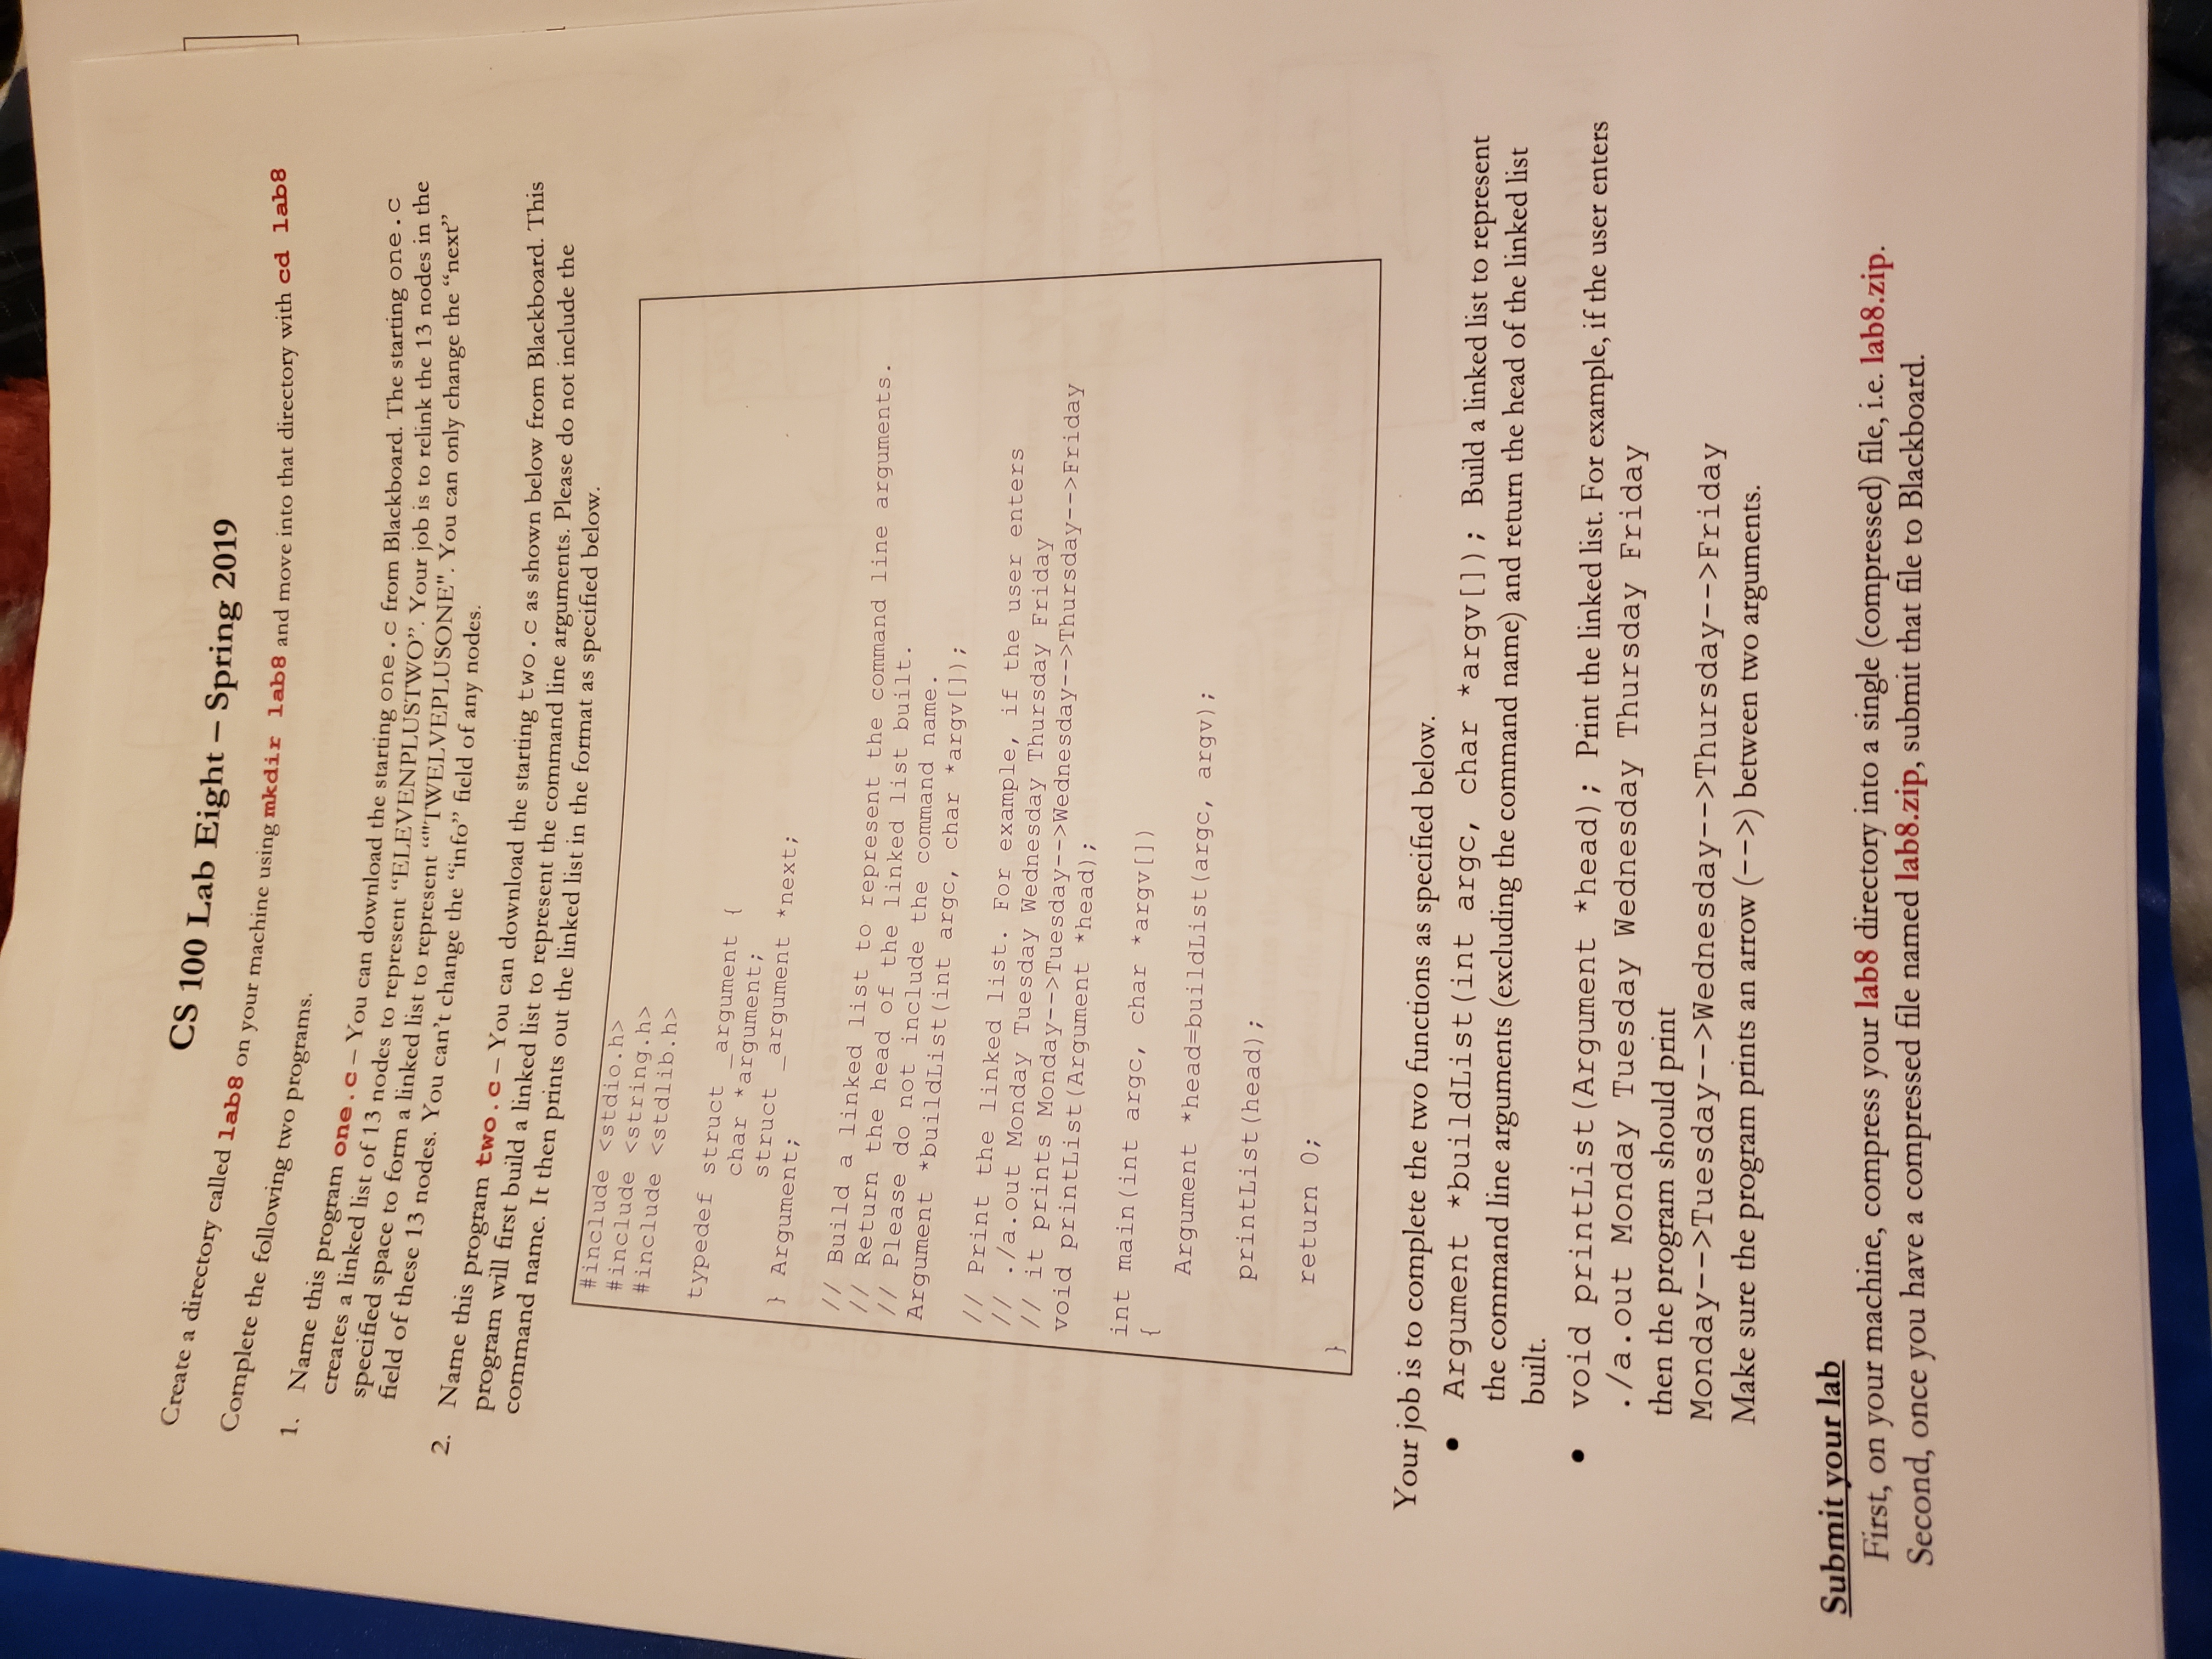 CS 100 Lab Eight – Spring 2019
Create a directory called lab8 on your machine using mkdir lab8 and move into that directory with cd lab8
Complete the following two programs.
1. Name this program one.c – You can download the starting one.c from Blackboard. The starting one.c
creates a linked list of 13 nodes to represent “ELEVENPLUSTWO”. Your job is to relink the 13 nodes in the
specified space to form a linked list to represent “"TWELVEPLUSONE". You can only change the “next”
field of these 13 nodes. You can’t change the “info” field of any nodes.
2. Name this program two.c – You can download the starting two.c as shown below from Blackboard. This
program will first build a linked list to represent the command line arguments. Please do not include the
command name. It then prints out the linked list in the format as specified below.
#include <stdio.h>
#include <string.h>
#include <stdlib.h>
typedef struct _argument {
char *argument;
struct _argument *next;
} Argument;
// Build a linked list to represent the command line arguments.
// Return the head of the linked list built.
// Please do not include the command name.
Argument *buildList(int argc, char *argv[]);
// Print the linked list. For example, if the user enters
// ./a.out Monday Tuesday Wednesday Thursday Friday
// it prints Monday-->Tuesday-->Wednesday-->Thursday-->Friday
void printList(Argument *head);
int main(int argc, char *argv[])
{
Argument *head=buildList(argc, argv);
printList(head);
return 0;
}
Your job is to complete the two functions as specified below.
• Argument *buildList(int argc, char *argv[]); Build a linked list to represent
the command line arguments (excluding the command name) and return the head of the linked list
built.
• void printList(Argument *head); Print the linked list. For example, if the user enters
./a.out Monday Tuesday Wednesday Thursday Friday
then the program should print
Monday-->Tuesday-->Wednesday-->Thursday-->Friday
Make sure the program prints an arrow (-->) between two arguments.
Submit your lab
First, on your machine, compress your lab8 directory into a single (compressed) file, i.e. lab8.zip.
Second, once you have a compressed file named lab8.zip, submit that file to Blackboard.